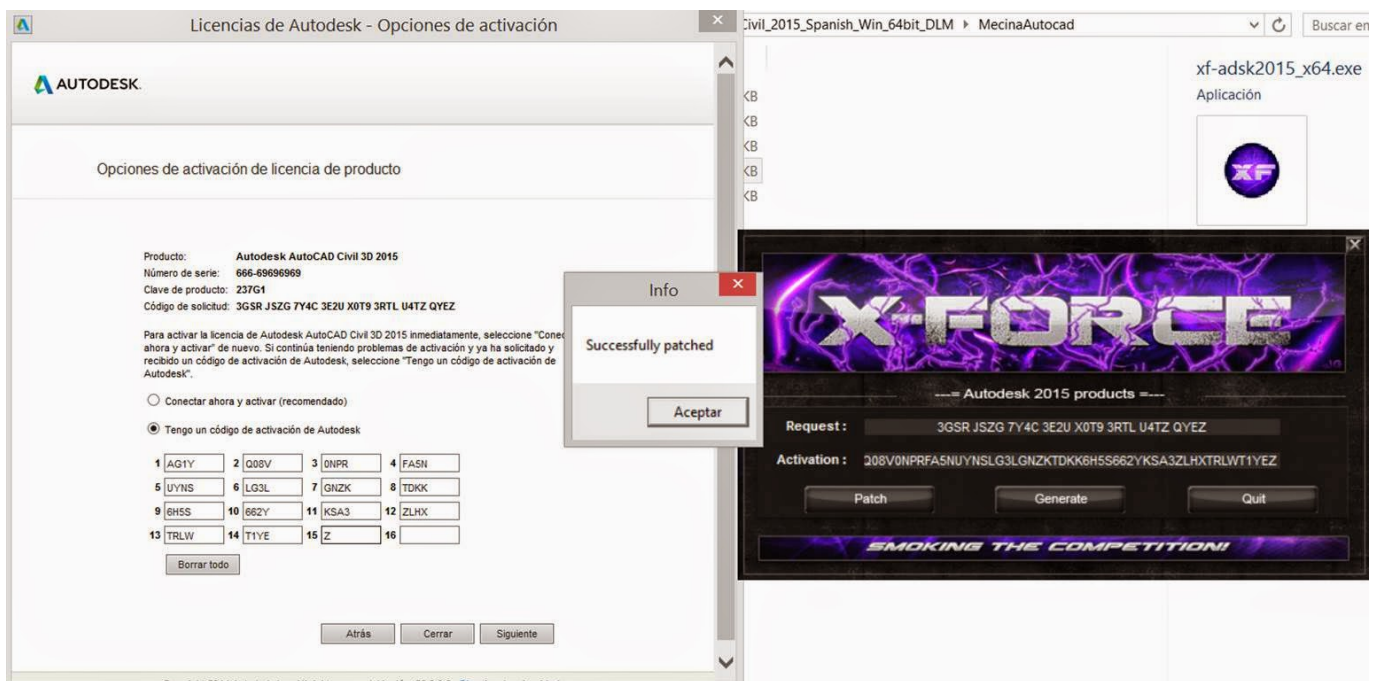 Licencias de Autodesk - Opciones de activación
AUTODESK.
Opciones de activación de licencia de producto
Producto: Autodesk AutoCAD Civil 3D 2015
Número de serie: 666-69696969
Clave de producto: 237G1
Código de solicitud: 3GSR JSZG 7Y4C 3E2U X0T9 3RTL U4TZ QYEZ
Para activar la licencia de Autodesk AutoCAD Civil 3D 2015 inmediatamente, seleccione "Conec
ahora y activar" de nuevo. Si continúa teniendo problemas de activación y ya ha solicitado y
recibido un código de activación de Autodesk, seleccione "Tengo un código de activación de
Autodesk".
Conectar ahora y activar (recomendado)
Tengo un código de activación de Autodesk
1 AG1Y 2 Q08V 3 0NPR 4 FA5N
5 UYNS 6 LG3L 7 GNZK 8 TDKK
9 6H5S 10 662Y 11 KSA3 12 ZLHX
13 TRLW 14 T1YE 15 Z 16
Borrar todo
Atrás Cerrar Siguiente
Info
Successfully patched
Aceptar
Civil_2015_Spanish_Win_64bit_DLM MecinaAutocad
Buscar en
KB
KB
KB
KB
KB
xf-adsk2015_x64.exe
Aplicación
XF
X-FORCE
---= Autodesk 2015 products =---
Request : 3GSR JSZG 7Y4C 3E2U X0T9 3RTL U4TZ QYEZ
Activation : Q08V0NPRFA5NUYNSLG3LGNZKTDKK6H5S662YKSA3ZLHXTRLWT1YEZ
Patch Generate Quit
SMOKING THE COMPETITION!